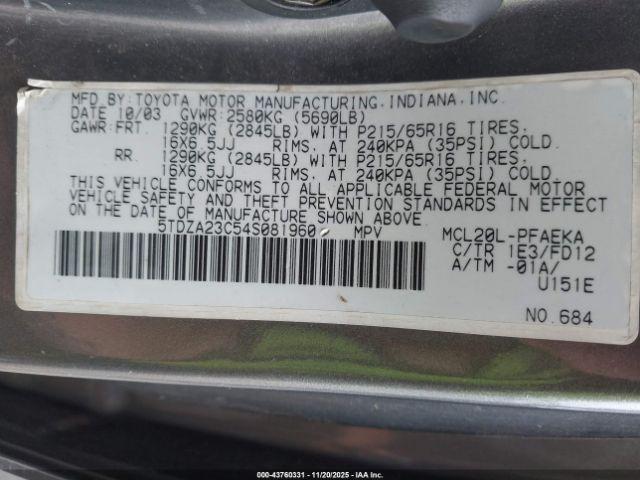 MFD.BY:TOYOTA MOTOR MANUFACTURING.INDIANA.INC.
DATE 10/03 GVWR:2580KG (5690LB)
GAWR:FRT. 1290KG (2845LB) WITH P215/65R16 TIRES.
16X6.5JJ RIMS. AT 240KPA (35PSI) COLD.
RR. 1290KG (2845LB) WITH P215/65R16 TIRES.
16X6.5JJ RIMS. AT 240KPA (35PSI) COLD.
THIS VEHICLE CONFORMS TO ALL APPLICABLE FEDERAL MOTOR
VEHICLE SAFETY AND THEFT PREVENTION STANDARDS IN EFFECT
ON THE DATE OF MANUFACTURE SHOWN ABOVE
5TDZA23C54S081960 MPV MCL20L-PFAEKA
C/TR 1E3/FD12
A/TM -01A/
U151E
NO.684
000-43760331 - 11/20/2025 - IAAI.com